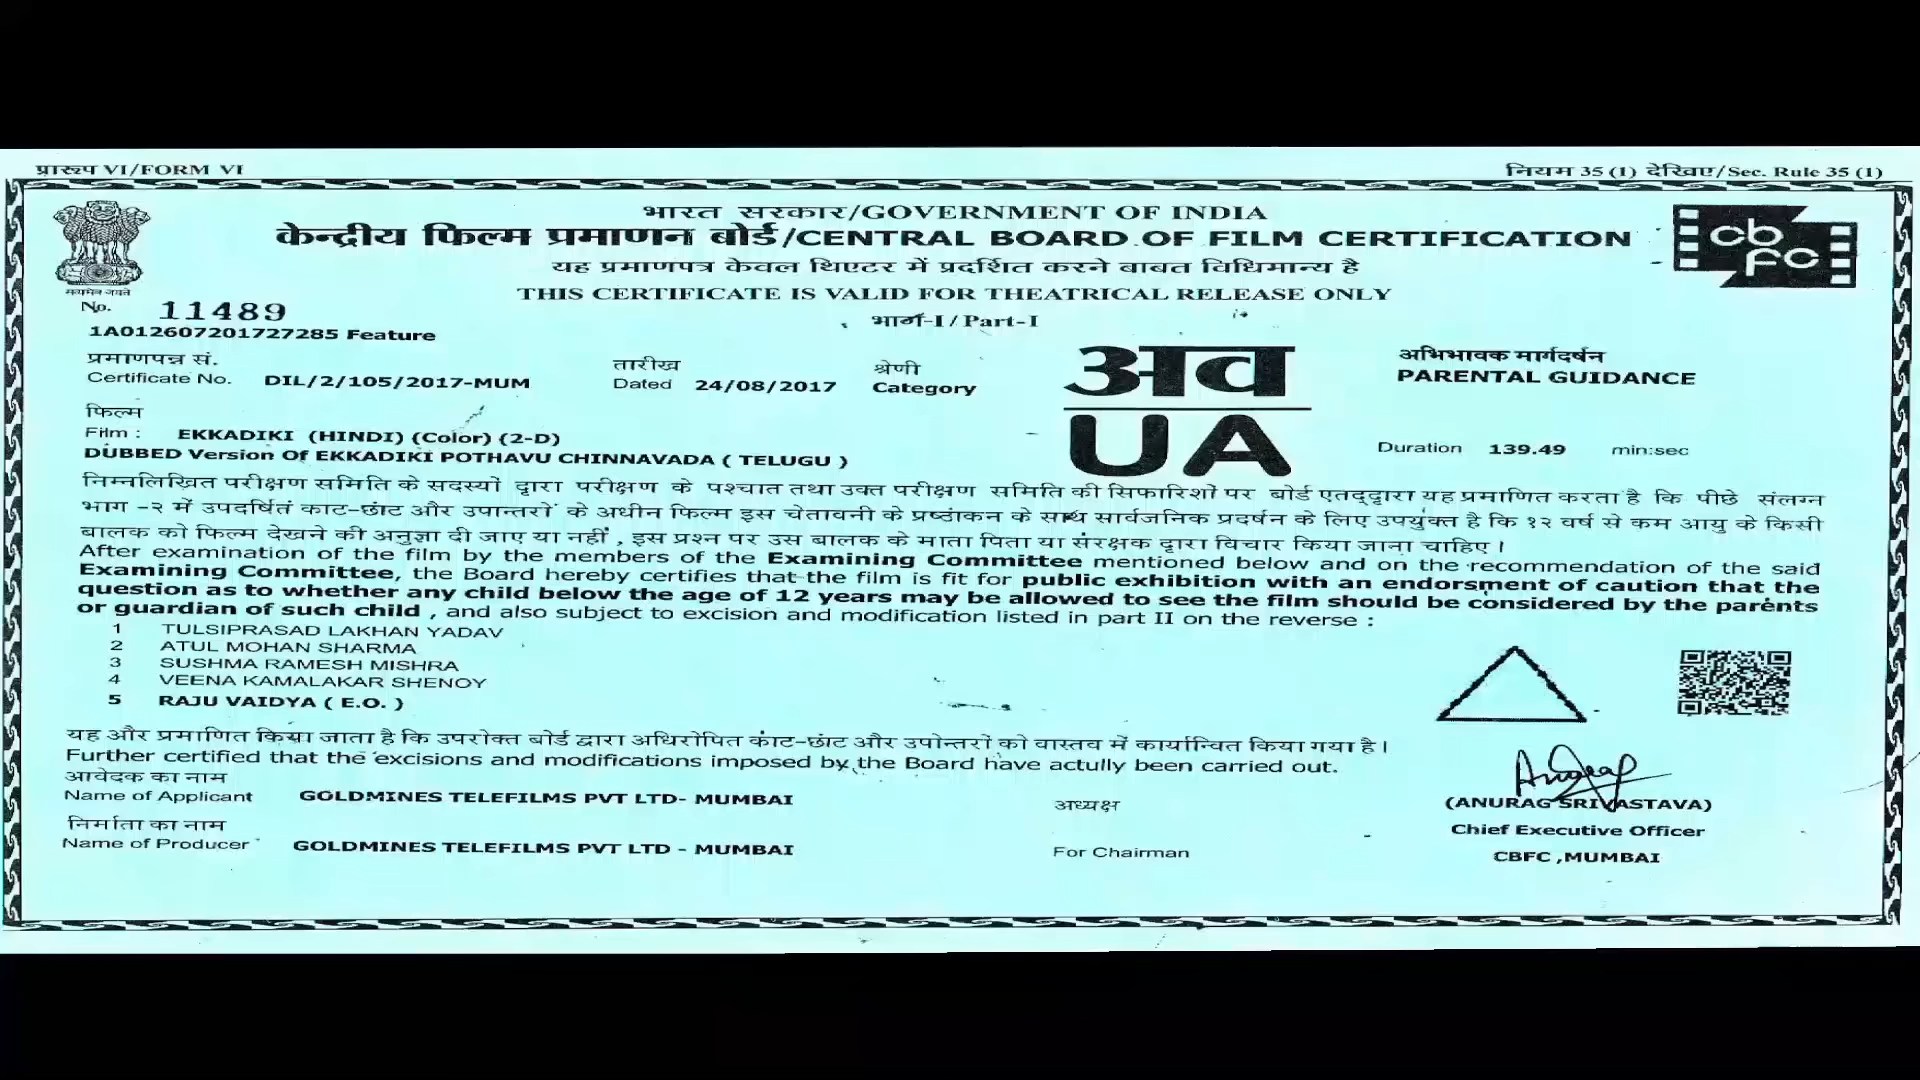 प्रारूप VI/FORM VI
नियम 35 (1) देखिए/Sec. Rule 35 (1)
भारत सरकार/GOVERNMENT OF INDIA
केन्द्रीय फिल्म प्रमाणन बोर्ड/CENTRAL BOARD OF FILM CERTIFICATION
cb
fc
यह प्रमाणपत्र केवल थिएटर में प्रदर्शित करने बाबत विधिमान्य है
सत्यमेव जयते
THIS CERTIFICATE IS VALID FOR THEATRICAL RELEASE ONLY
No. 11489
भाग-I / Part-I
1A012607201727285 Feature
प्रमाणपत्र सं.
Certificate No. DIL/2/105/2017-MUM
तारीख
Dated 24/08/2017
श्रेणी
Category
अव
UA
अभिभावक मार्गदर्षन
PARENTAL GUIDANCE
फिल्म
Film : EKKADIKI (HINDI) (Color) (2-D)
Duration 139.49 min:sec
DUBBED Version Of EKKADIKI POTHAVU CHINNAVADA ( TELUGU )
निम्नलिखित परीक्षण समिति के सदस्यों द्वारा परीक्षण के पश्चात तथा उक्त परीक्षण समिति की सिफारिशों पर बोर्ड एतद्द्वारा यह प्रमाणित करता है कि पीछे संलग्न
भाग -२ में उपदर्षित काट-छांट और उपान्तरों के अधीन फिल्म इस चेतावनी के प्रष्ठांकन के साथ सार्वजनिक प्रदर्षन के लिए उपयुक्त है कि १२ वर्ष से कम आयु के किसी
बालक को फिल्म देखने की अनुज्ञा दी जाए या नहीं , इस प्रश्न पर उस बालक के माता पिता या संरक्षक द्वारा विचार किया जाना चाहिए ।
After examination of the film by the members of the Examining Committee mentioned below and on the recommendation of the said
Examining Committee, the Board hereby certifies that the film is fit for public exhibition with an endorsment of caution that the
question as to whether any child below the age of 12 years may be allowed to see the film should be considered by the parents
or guardian of such child , and also subject to excision and modification listed in part II on the reverse :
1 TULSIPRASAD LAKHAN YADAV
2 ATUL MOHAN SHARMA
3 SUSHMA RAMESH MISHRA
4 VEENA KAMALAKAR SHENOY
5 RAJU VAIDYA ( E.O. )
यह और प्रमाणित किया जाता है कि उपरोक्त बोर्ड द्वारा अधिरोपित काट-छांट और उपोन्तरों को वास्तव में कार्यान्वित किया गया है ।
Further certified that the excisions and modifications imposed by the Board have actully been carried out.
आवेदक का नाम
Name of Applicant GOLDMINES TELEFILMS PVT LTD- MUMBAI
निर्माता का नाम
Name of Producer GOLDMINES TELEFILMS PVT LTD - MUMBAI
अध्यक्ष
For Chairman
(ANURAG SRIVASTAVA)
Chief Executive Officer
CBFC ,MUMBAI